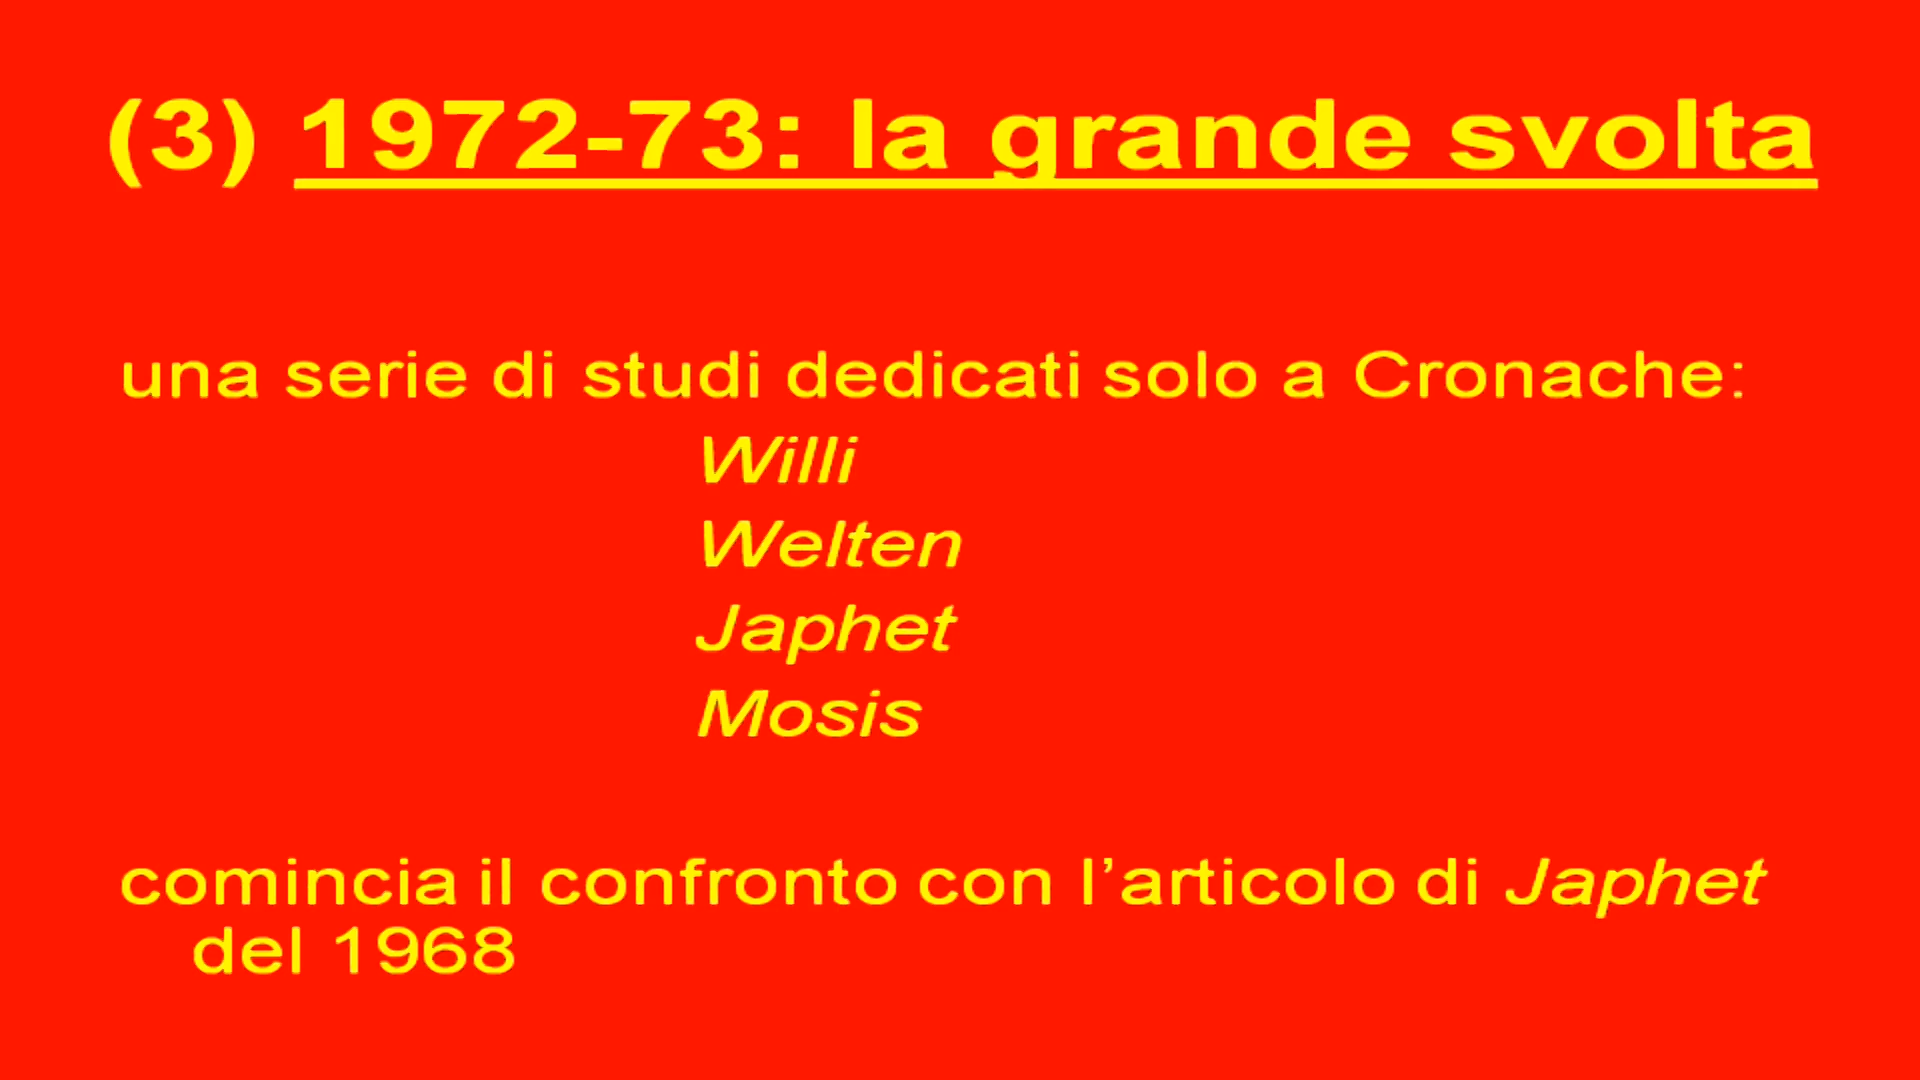 (3) 1972-73: la grande svolta
una serie di studi dedicati solo a Cronache:
Willi
Welten
Japhet
Mosis
comincia il confronto con l’articolo di Japhet
del 1968